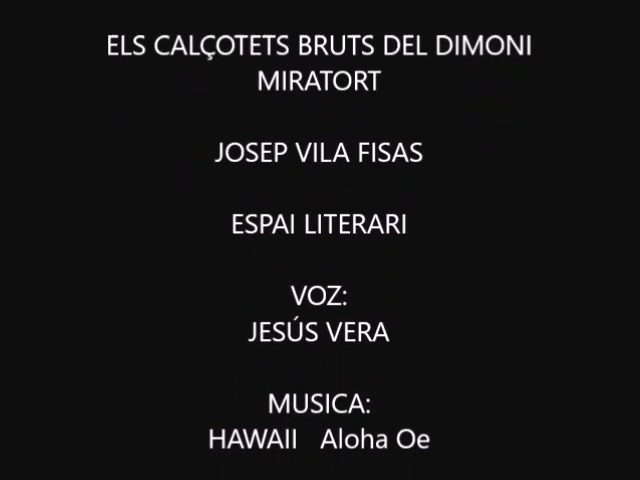 ELS CALÇOTETS BRUTS DEL DIMONI
MIRATORT
JOSEP VILA FISAS
ESPAI LITERARI
VOZ:
JESÚS VERA
MUSICA:
HAWAII Aloha Oe